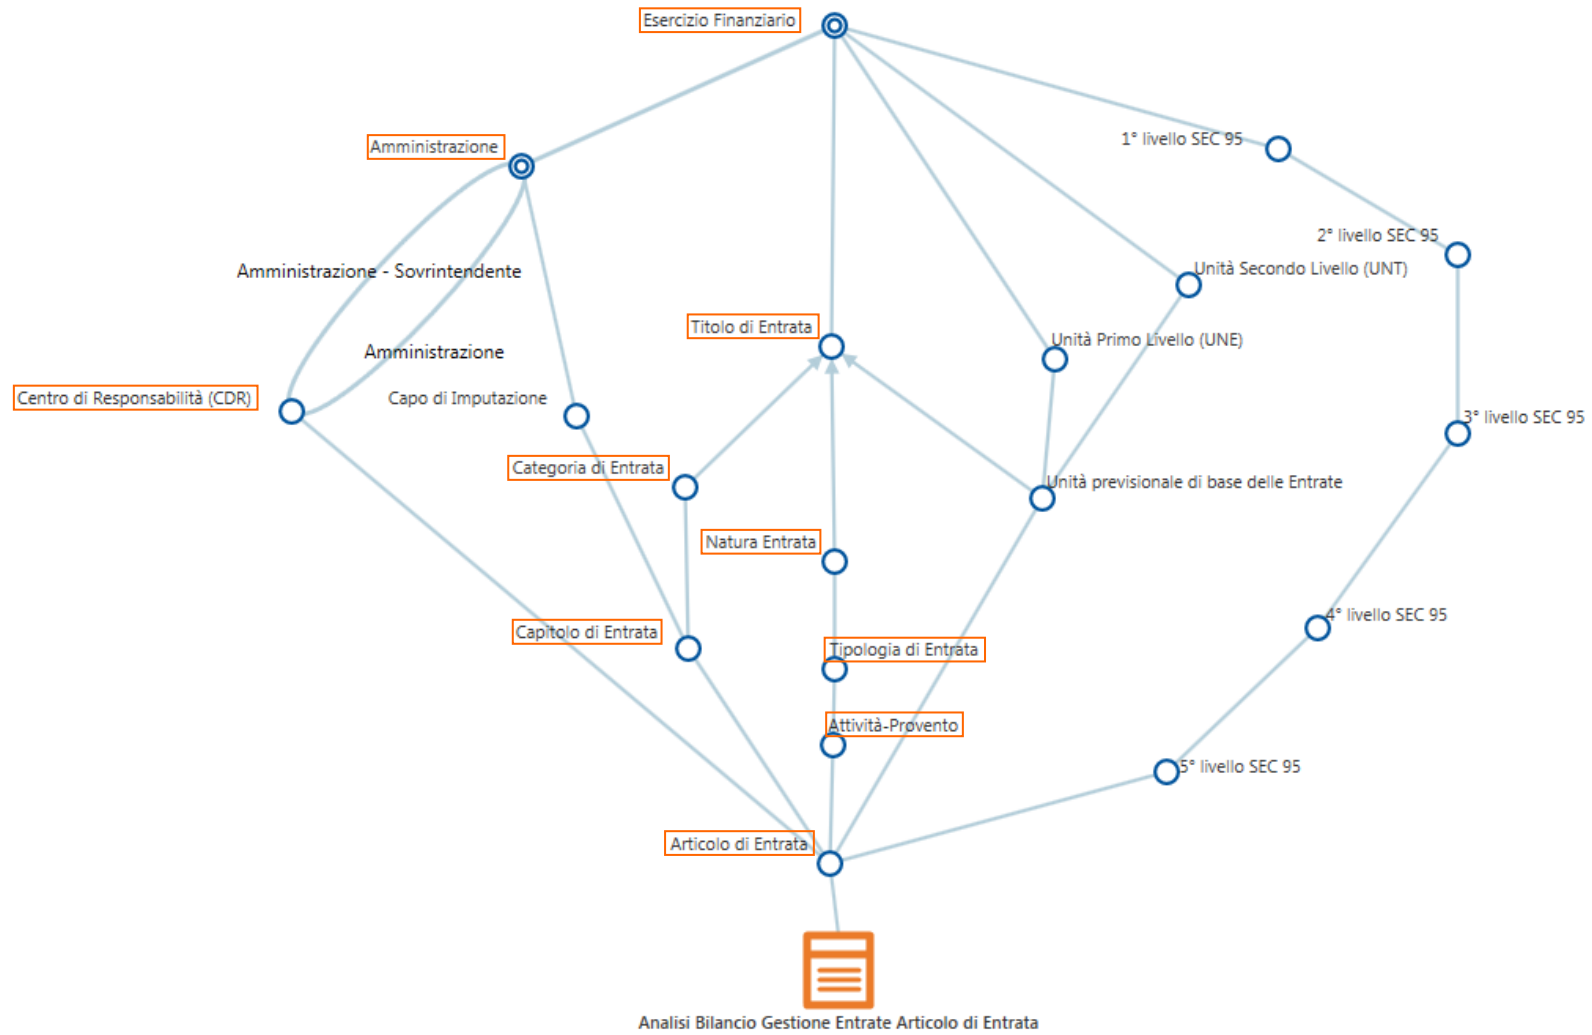 Esercizio Finanziario
1° livello SEC 95
Amministrazione
2° livello SEC 95
Unità Secondo Livello (UNT)
Amministrazione - Sovrintendente
Titolo di Entrata
Unità Primo Livello (UNE)
Amministrazione
Centro di Responsabilità (CDR)
Capo di Imputazione
3° livello SEC 95
Categoria di Entrata
Unità previsionale di base delle Entrate
Natura Entrata
4° livello SEC 95
Capitolo di Entrata
Tipologia di Entrata
Attività-Provento
5° livello SEC 95
Articolo di Entrata
Analisi Bilancio Gestione Entrate Articolo di Entrata